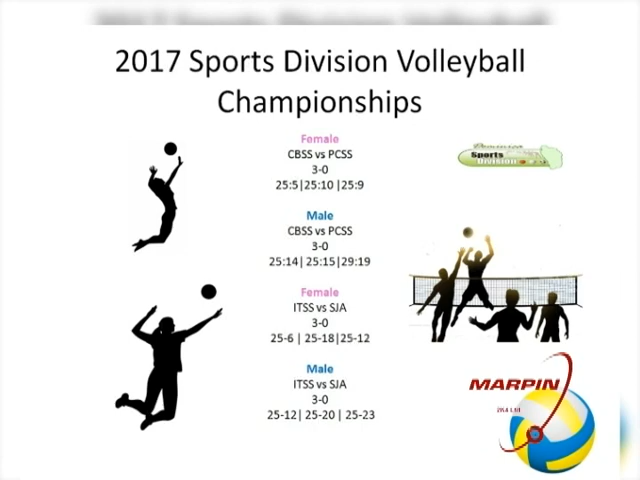 2017 Sports Division Volleyball
Championships
Female
CBSS vs PCSS
3-0
25:5|25:10 |25:9
Male
CBSS vs PCSS
3-0
25:14| 25:15|29:19
Female
ITSS vs SJA
3-0
25-6 | 25-18|25-12
Male
ITSS vs SJA
3-0
25-12| 25-20 | 25-23
Sports
Division
MARPIN